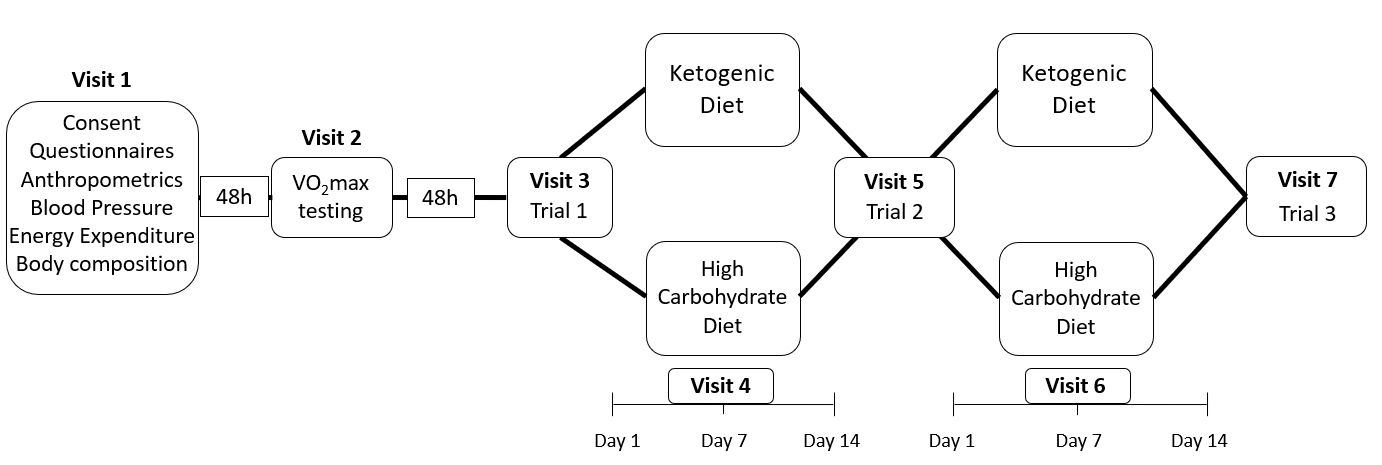 Visit 1
Consent
Questionnaires
Anthropometrics
Blood Pressure
Energy Expenditure
Body composition
48h
Visit 2
VO2max
testing
48h
Visit 3
Trial 1
Ketogenic
Diet
High
Carbohydrate
Diet
Visit 4
Day 1
Day 7
Day 14
Visit 5
Trial 2
Ketogenic
Diet
High
Carbohydrate
Diet
Visit 6
Day 1
Day 7
Day 14
Visit 7
Trial 3